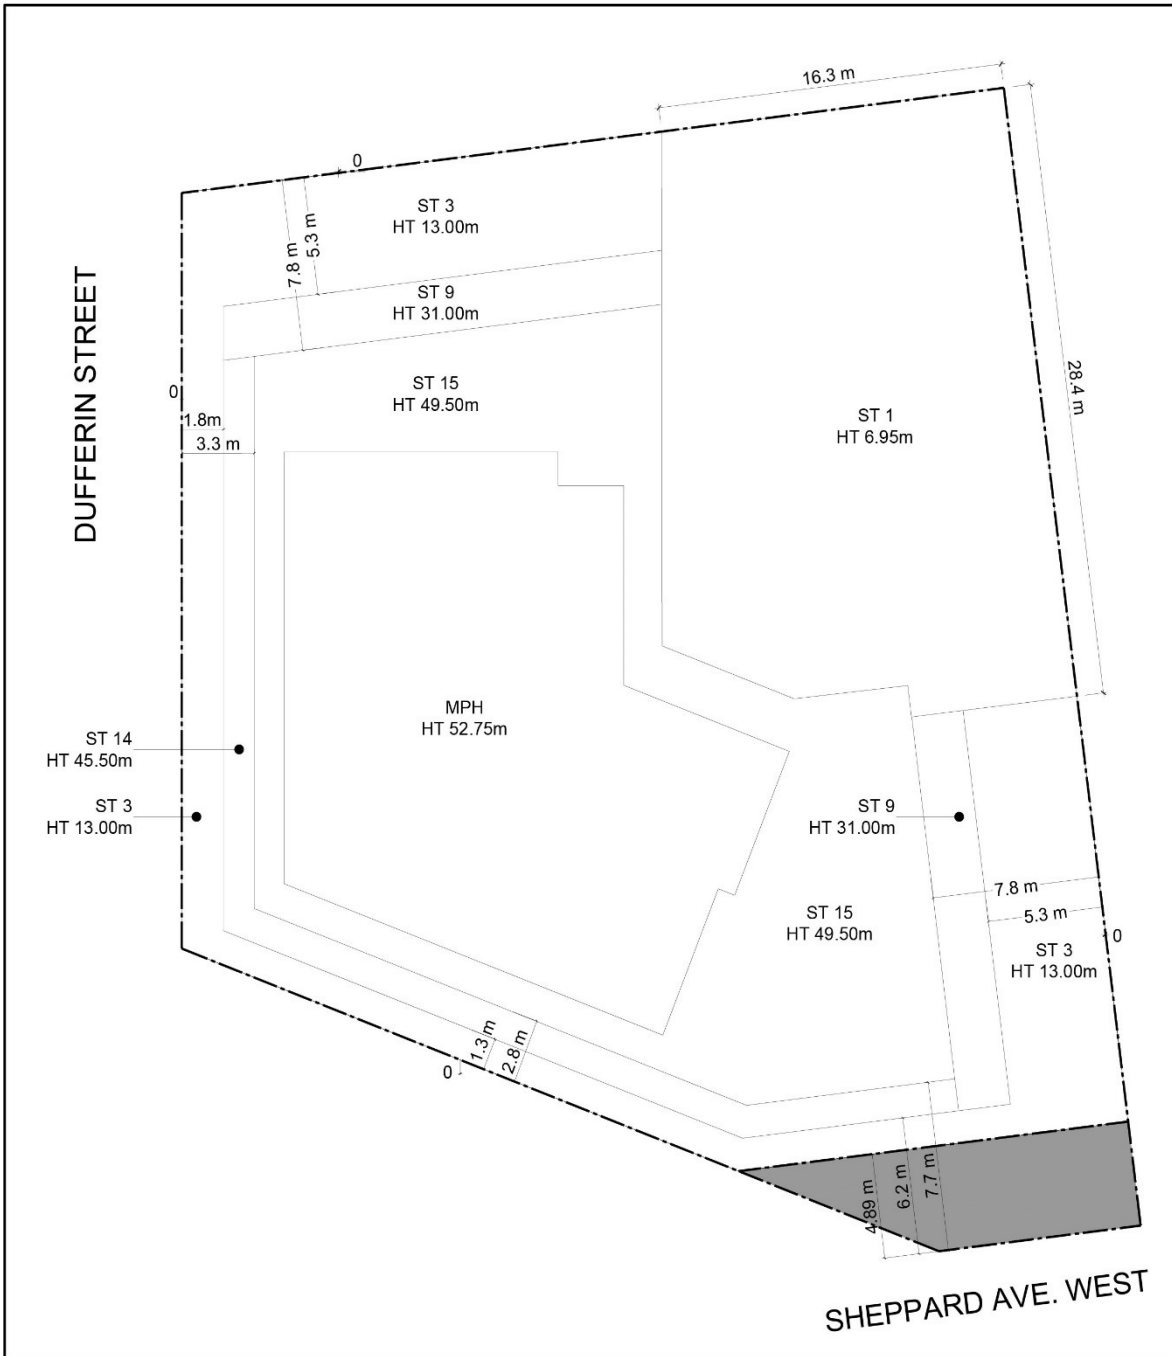 16.3 m
0
ST 3
HT 13.00m
5.3 m
7.8 m
ST 9
HT 31.00m
DUFFERIN STREET
ST 15
HT 49.50m
0
1.8m
3.3 m
ST 1
HT 6.95m
28.4 m
MPH
HT 52.75m
ST 14
HT 45.50m
ST 3
HT 13.00m
ST 9
HT 31.00m
7.8 m
5.3 m
ST 15
HT 49.50m
0
ST 3
HT 13.00m
1.3 m
2.8 m
0
4.89 m
6.2 m
7.7 m
SHEPPARD AVE. WEST